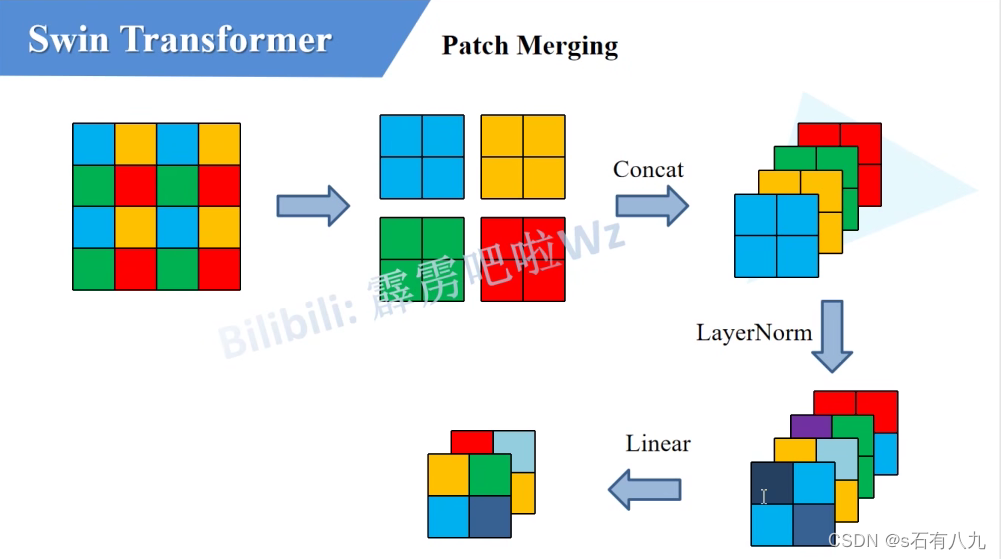 Swin Transformer
Patch Merging
Concat
Bilibili: 霹雳吧啦Wz
LayerNorm
Linear
CSDN @s石有八九